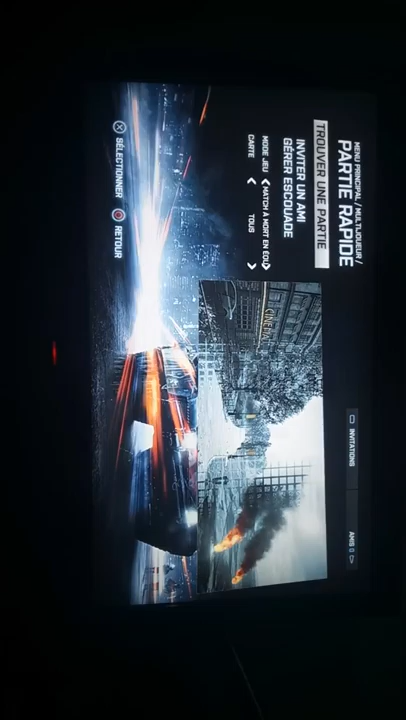 MENU PRINCIPAL / MULTIJOUEUR /
PARTIE RAPIDE
TROUVER UNE PARTIE
INVITER UN AMI
GÉRER ESCOUADE
MODE JEU < MATCH À MORT EN ÉQU >
CARTE < TOUS >
INVITATIONS
AMIS
SÉLECTIONNER
RETOUR